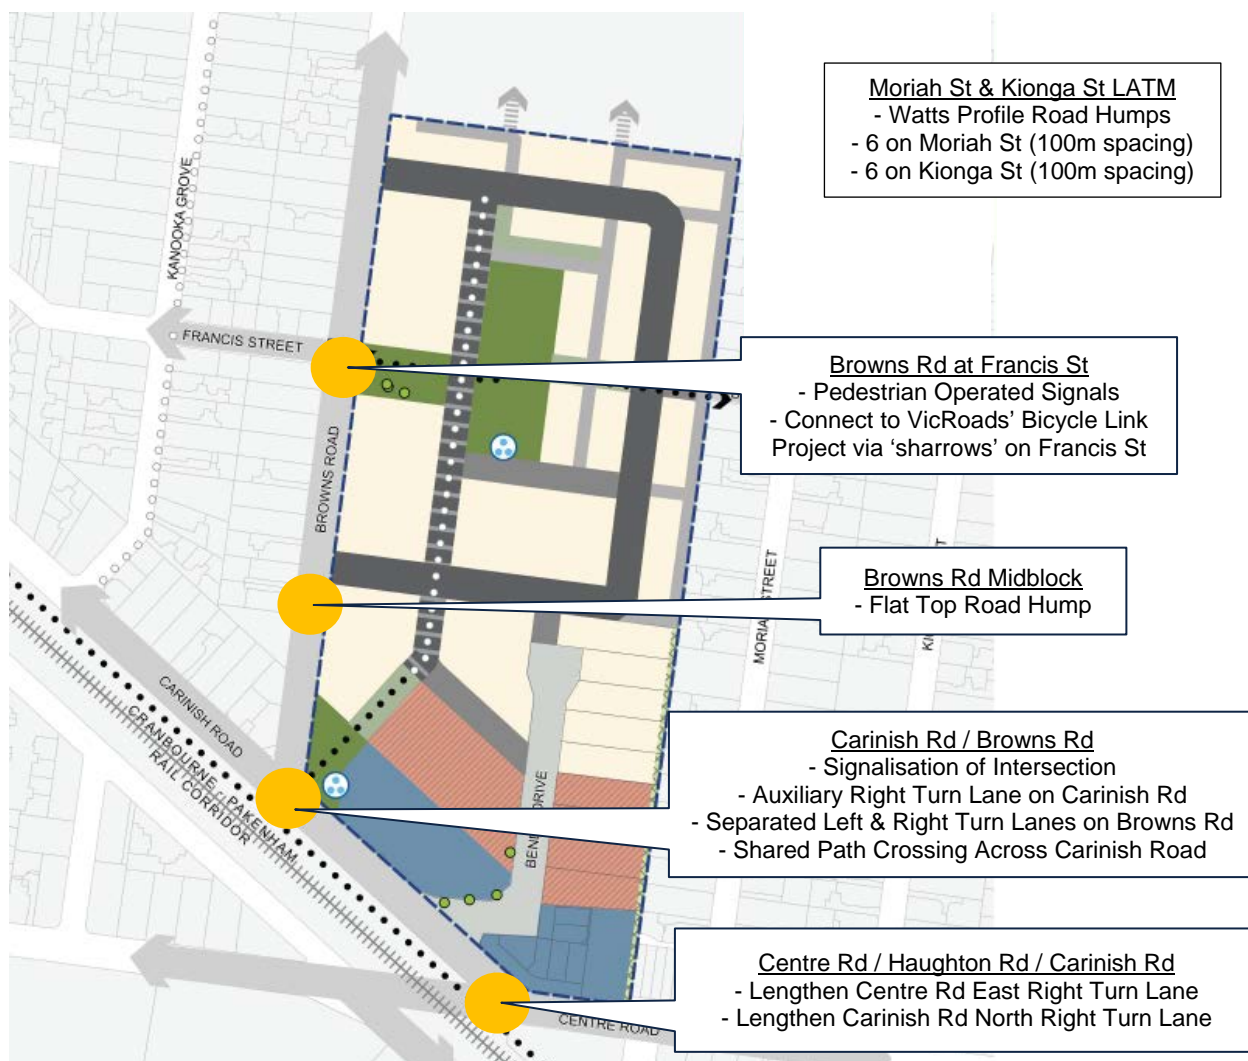 Moriah St & Kionga St LATM
- Watts Profile Road Humps
- 6 on Moriah St (100m spacing)
- 6 on Kionga St (100m spacing)
KANOOKA GROVE
FRANCIS STREET
Browns Rd at Francis St
- Pedestrian Operated Signals
- Connect to VicRoads’ Bicycle Link
Project via ‘sharrows’ on Francis St
BROWNS ROAD
Browns Rd Midblock
- Flat Top Road Hump
STREET
CARINISH ROAD
CRANBOURNE / PAKENHAM
RAIL CORRIDOR
Carinish Rd / Browns Rd
- Signalisation of Intersection
- Auxiliary Right Turn Lane on Carinish Rd
- Separated Left & Right Turn Lanes on Browns Rd
- Shared Path Crossing Across Carinish Road
DRIVE
Centre Rd / Haughton Rd / Carinish Rd
- Lengthen Centre Rd East Right Turn Lane
- Lengthen Carinish Rd North Right Turn Lane
CENTRE ROAD